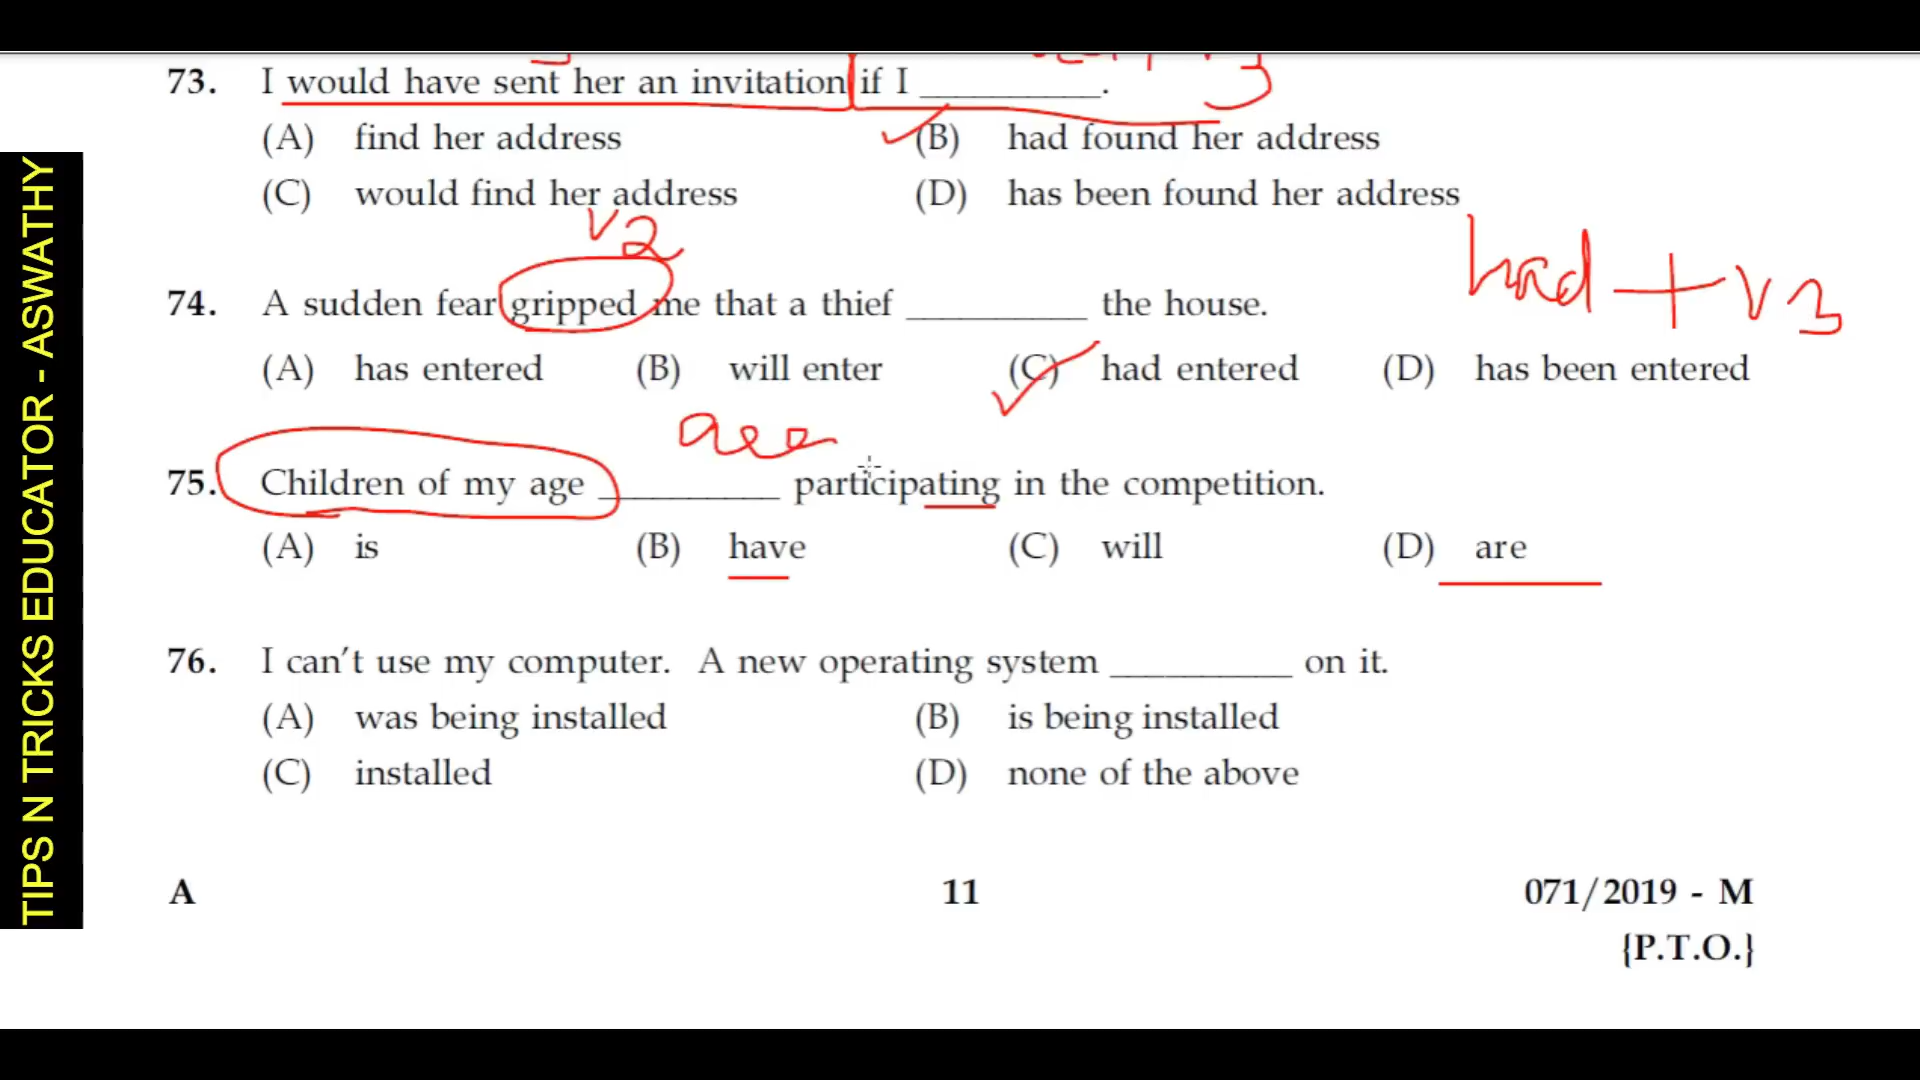 73. I would have sent her an invitation if I __________.
(A) find her address (B) had found her address
(C) would find her address (D) has been found her address
v2
had + v3
74. A sudden fear gripped me that a thief __________ the house.
(A) has entered (B) will enter (C) had entered (D) has been entered
are
75. Children of my age __________ participating in the competition.
(A) is (B) have (C) will (D) are
76. I can't use my computer. A new operating system __________ on it.
(A) was being installed (B) is being installed
(C) installed (D) none of the above
A 11 071/2019 - M
{P.T.O.}
TIPS N TRICKS EDUCATOR - ASWATHY